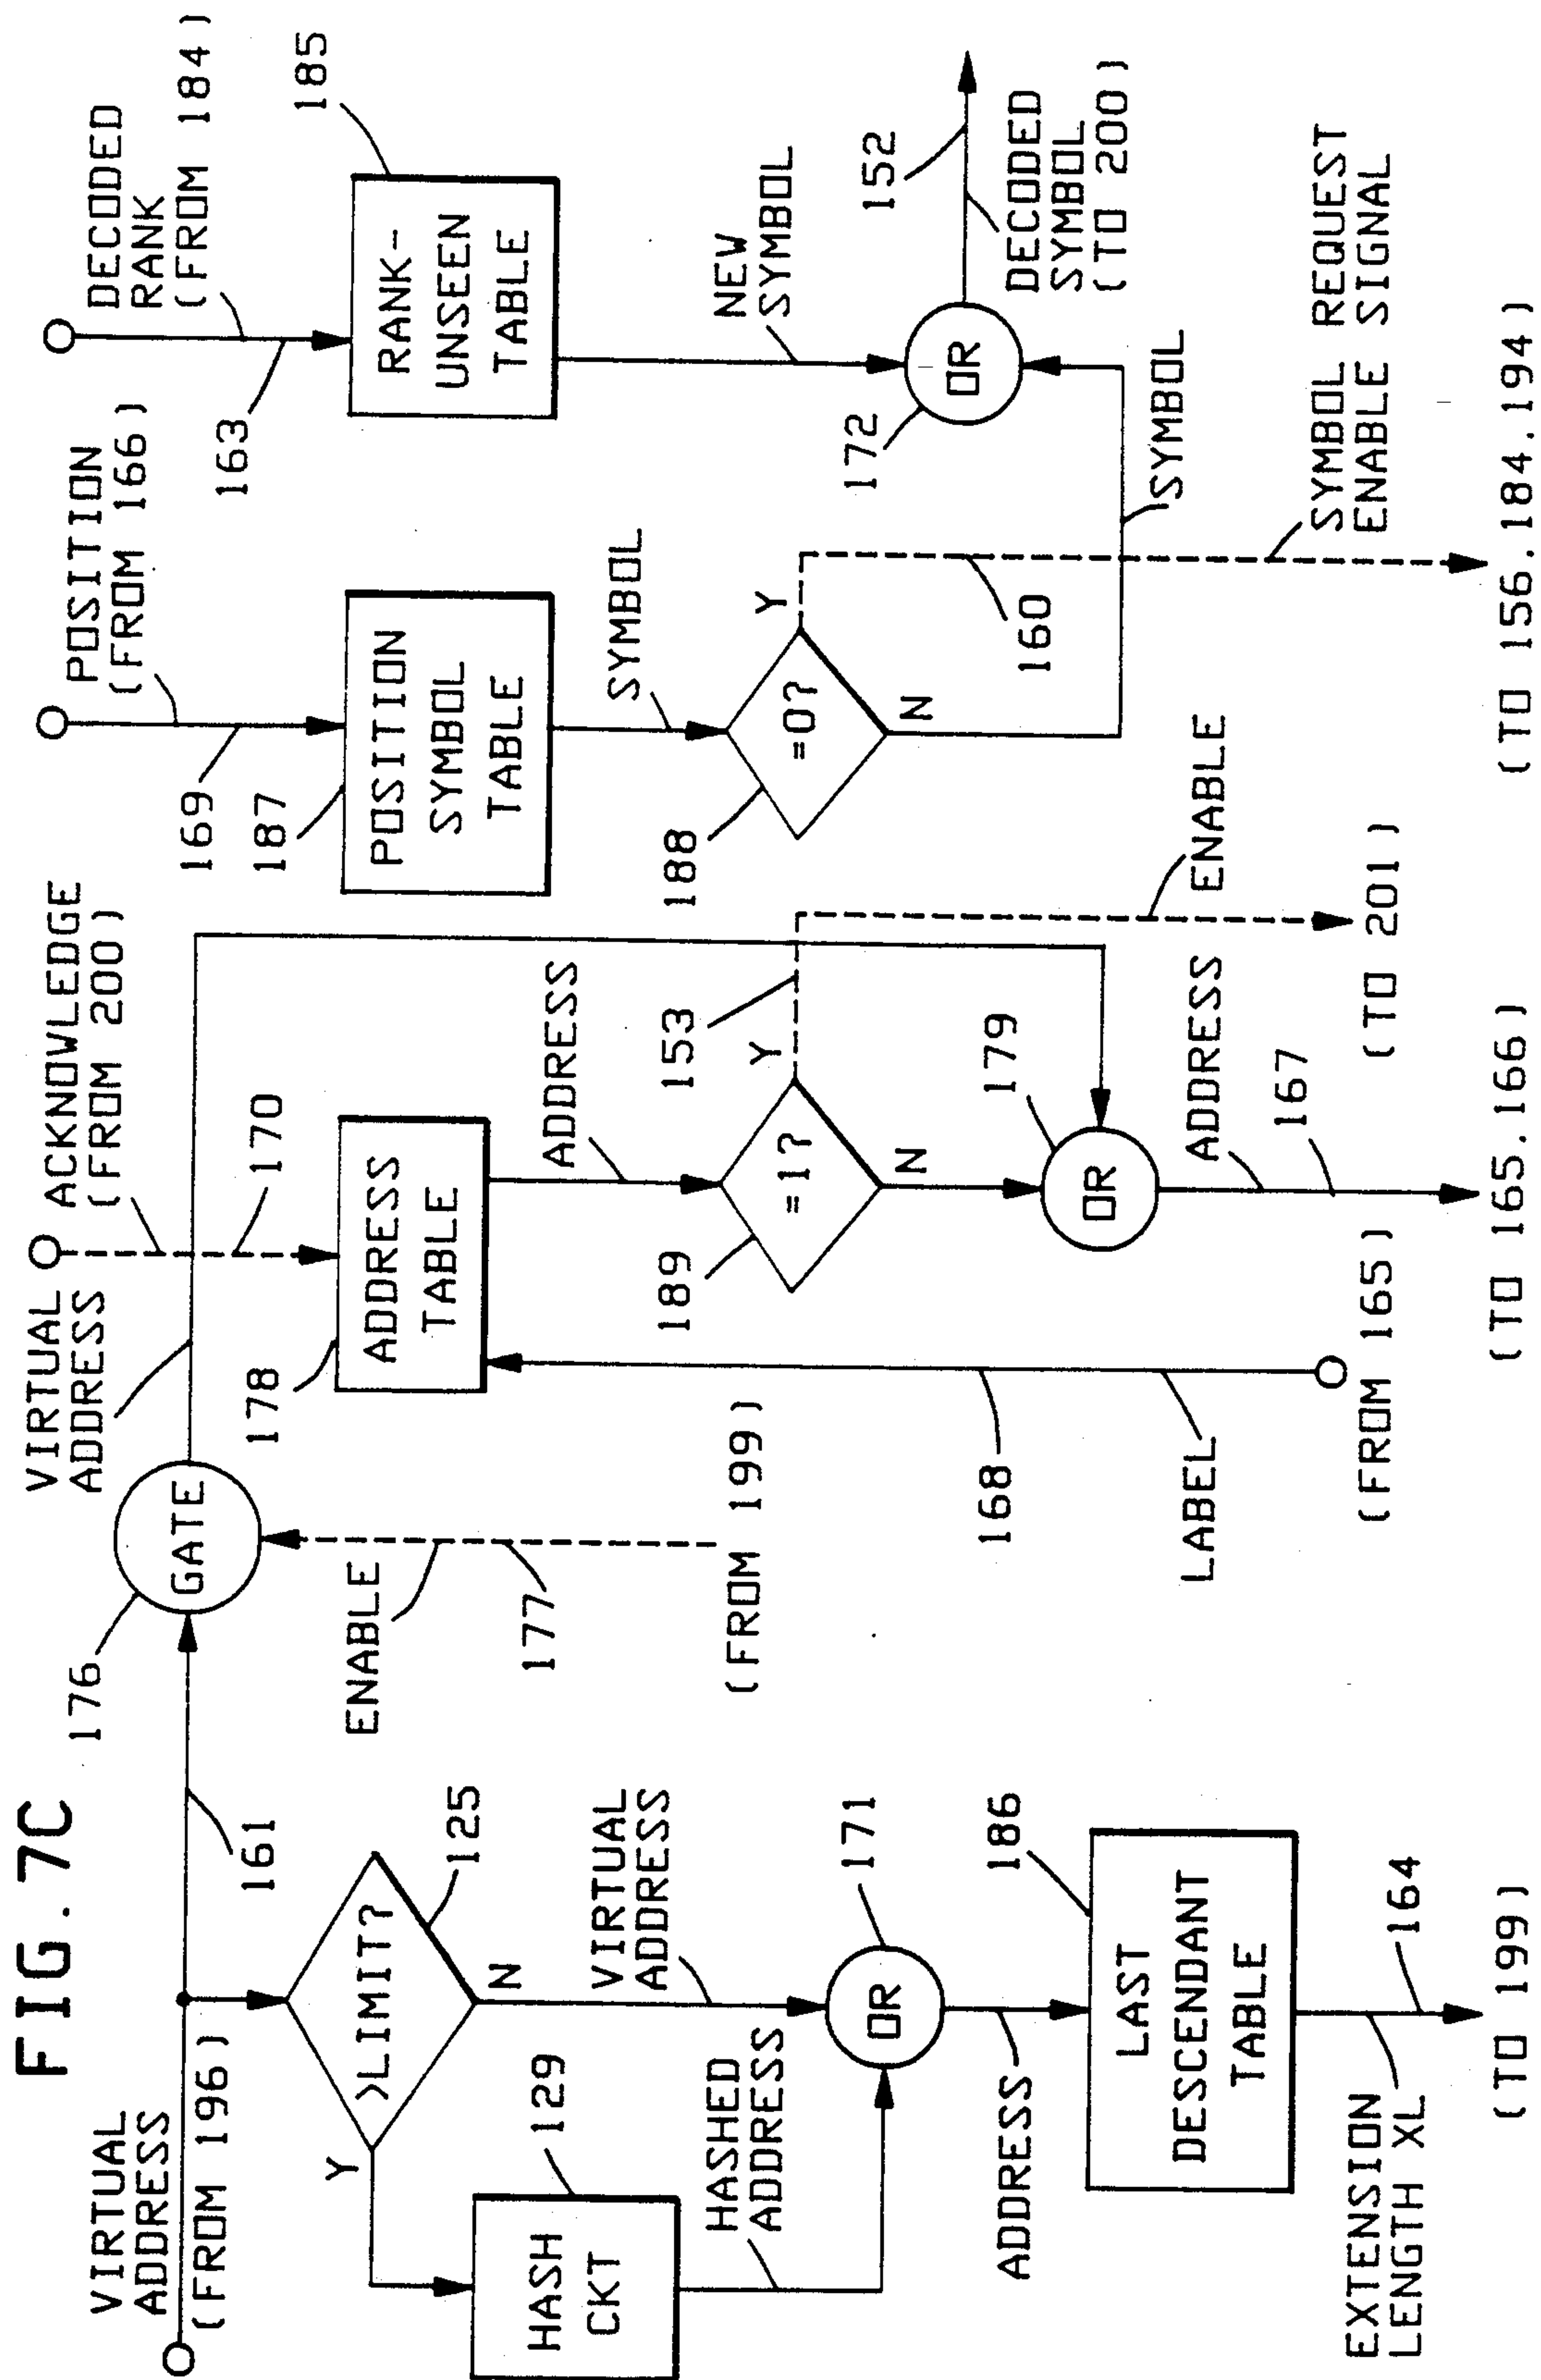 FIG. 7C
VIRTUAL
ADDRESS
(FROM 196)
161
176
GATE
VIRTUAL
ADDRESS
ENABLE
177
(FROM 199)
>LIMIT?
125
Y
N
HASH
CKT
129
HASHED
ADDRESS
VIRTUAL
ADDRESS
OR
171
ADDRESS
LAST
DESCENDANT
TABLE
186
EXTENSION
LENGTH XL
164
(TO 199)
ACKNOWLEDGE
(FROM 200)
170
178
ADDRESS
TABLE
ADDRESS
189
=1?
Y
N
153
ENABLE
(TO 201)
179
OR
ADDRESS
167
(TO 165,166)
168
LABEL
(FROM 165)
POSITION
(FROM 166)
169
187
POSITION
SYMBOL
TABLE
SYMBOL
188
=0?
Y
N
160
SYMBOL
SYMBOL REQUEST
ENABLE SIGNAL
(TO 156,184,194)
DECODED
RANK
(FROM 184)
163
185
RANK-
UNSEEN
TABLE
NEW
SYMBOL
172
OR
152
DECODED
SYMBOL
(TO 200)